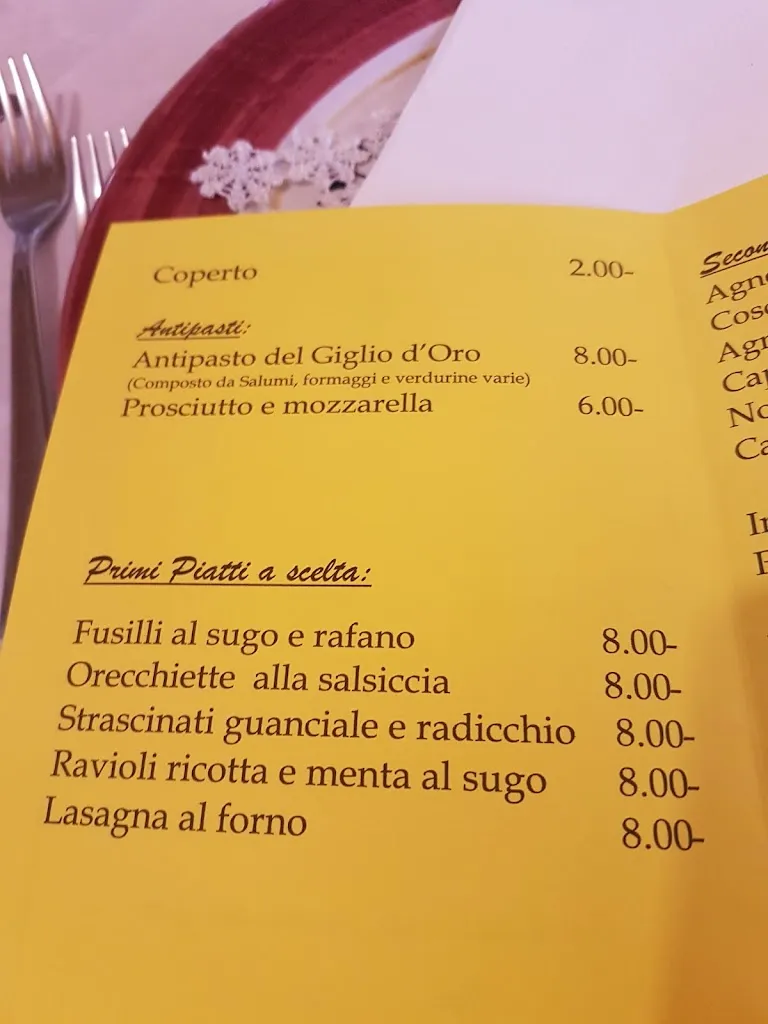 Coperto 2.00-
Antipasti:
Antipasto del Giglio d'Oro 8.00-
(Composto da Salumi, formaggi e verdurine varie)
Prosciutto e mozzarella 6.00-
Primi Piatti a scelta:
Fusilli al sugo e rafano 8.00-
Orecchiette alla salsiccia 8.00-
Strascinati guanciale e radicchio 8.00-
Ravioli ricotta e menta al sugo 8.00-
Lasagna al forno 8.00-